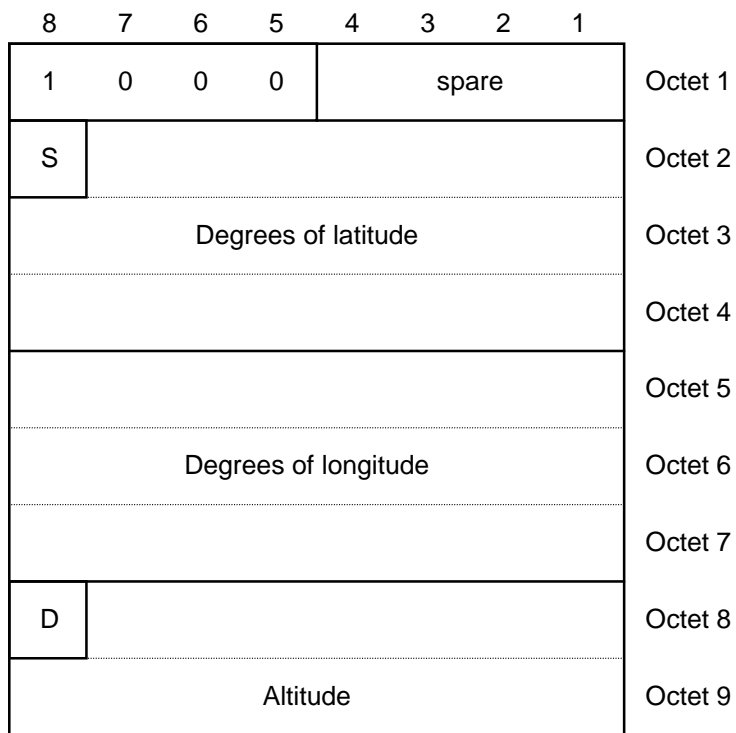 8 7 6 5 4 3 2 1
1 0 0 0 spare Octet 1
S Octet 2
Degrees of latitude Octet 3
Octet 4
Octet 5
Degrees of longitude Octet 6
Octet 7
D Octet 8
Altitude Octet 9